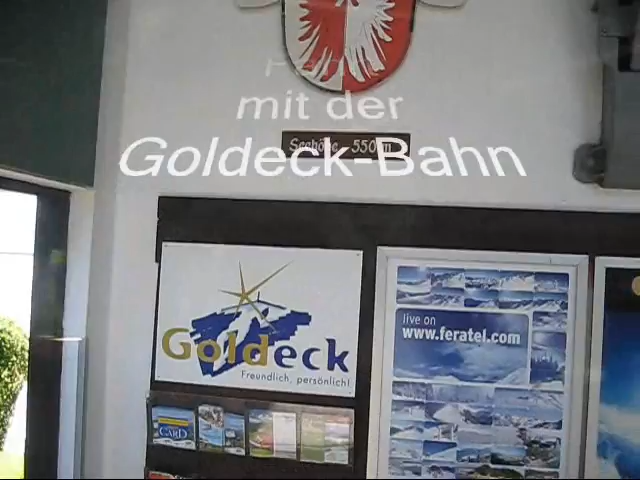 mit der
Goldeck-Bahn
Seehöhe 550m
Goldeck
Freundlich, persönlich!
live on
www.feratel.com
CARD